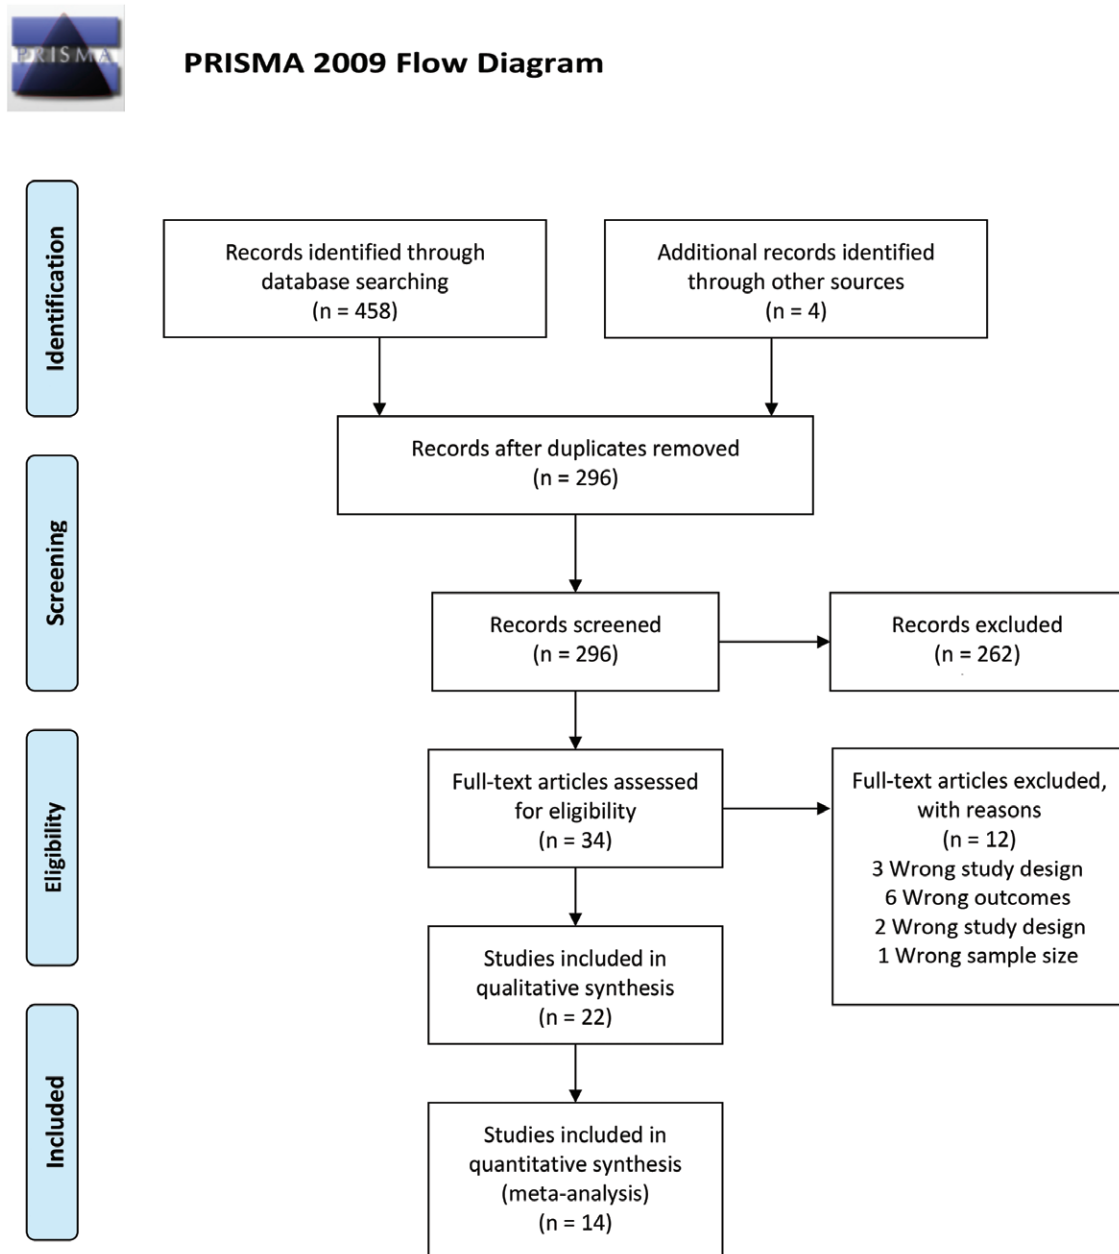 PRISMA
PRISMA 2009 Flow Diagram
Identification
Records identified through
database searching
(n = 458)
Additional records identified
through other sources
(n = 4)
Records after duplicates removed
(n = 296)
Screening
Records screened
(n = 296)
Records excluded
(n = 262)
Eligibility
Full-text articles assessed
for eligibility
(n = 34)
Full-text articles excluded,
with reasons
(n = 12)
3 Wrong study design
6 Wrong outcomes
2 Wrong study design
1 Wrong sample size
Studies included in
qualitative synthesis
(n = 22)
Included
Studies included in
quantitative synthesis
(meta-analysis)
(n = 14)